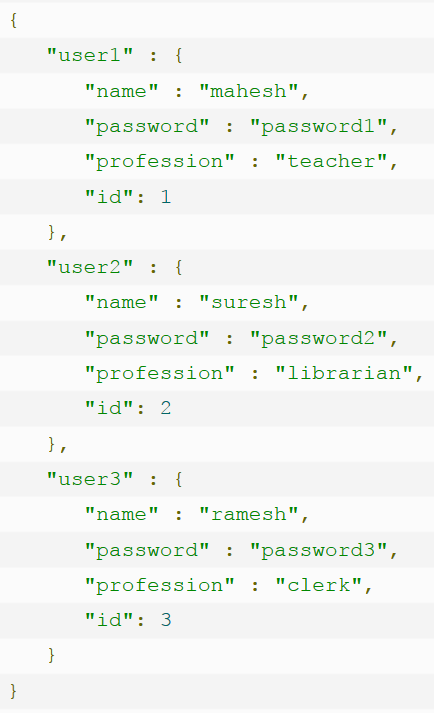 {
   "user1" : {
      "name" : "mahesh",
      "password" : "password1",
      "profession" : "teacher",
      "id": 1
   },
   "user2" : {
      "name" : "suresh",
      "password" : "password2",
      "profession" : "librarian",
      "id": 2
   },
   "user3" : {
      "name" : "ramesh",
      "password" : "password3",
      "profession" : "clerk",
      "id": 3
   }
}